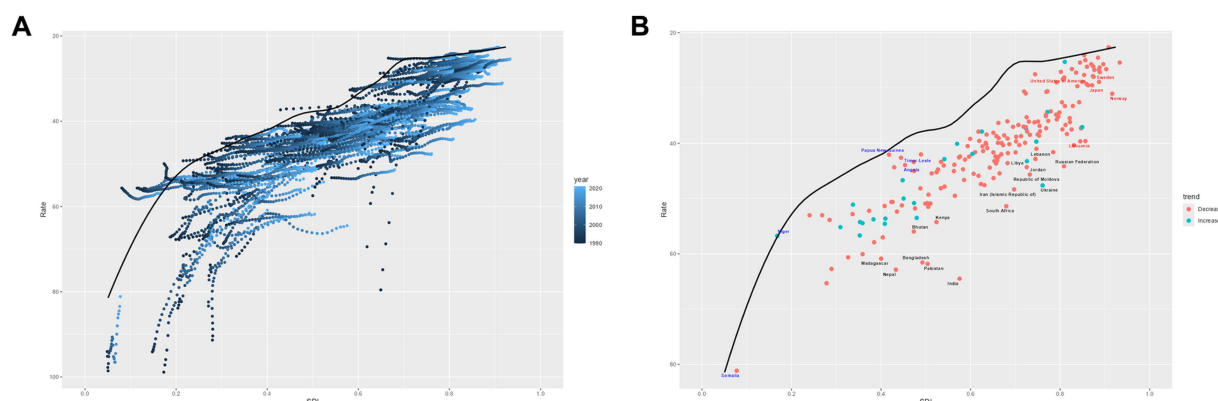 A
20
40
60
80
100
Rate
0.0
0.2
0.4
0.6
0.8
1.0
SDI
year
2020
2010
2000
1990
B
20
40
60
80
Rate
0.0
0.2
0.4
0.6
0.8
1.0
SDI
United States of America
Sweden
Japan
Norway
Papua New Guinea
Timor-Leste
Angola
Lebanon
Libya
Russian Federation
Jordan
Republic of Moldova
Ukraine
Iran (Islamic Republic of)
South Africa
Niger
Kenya
Bhutan
Bangladesh
Madagascar
Pakistan
Nepal
India
Somalia
trend
Decrease
Increase